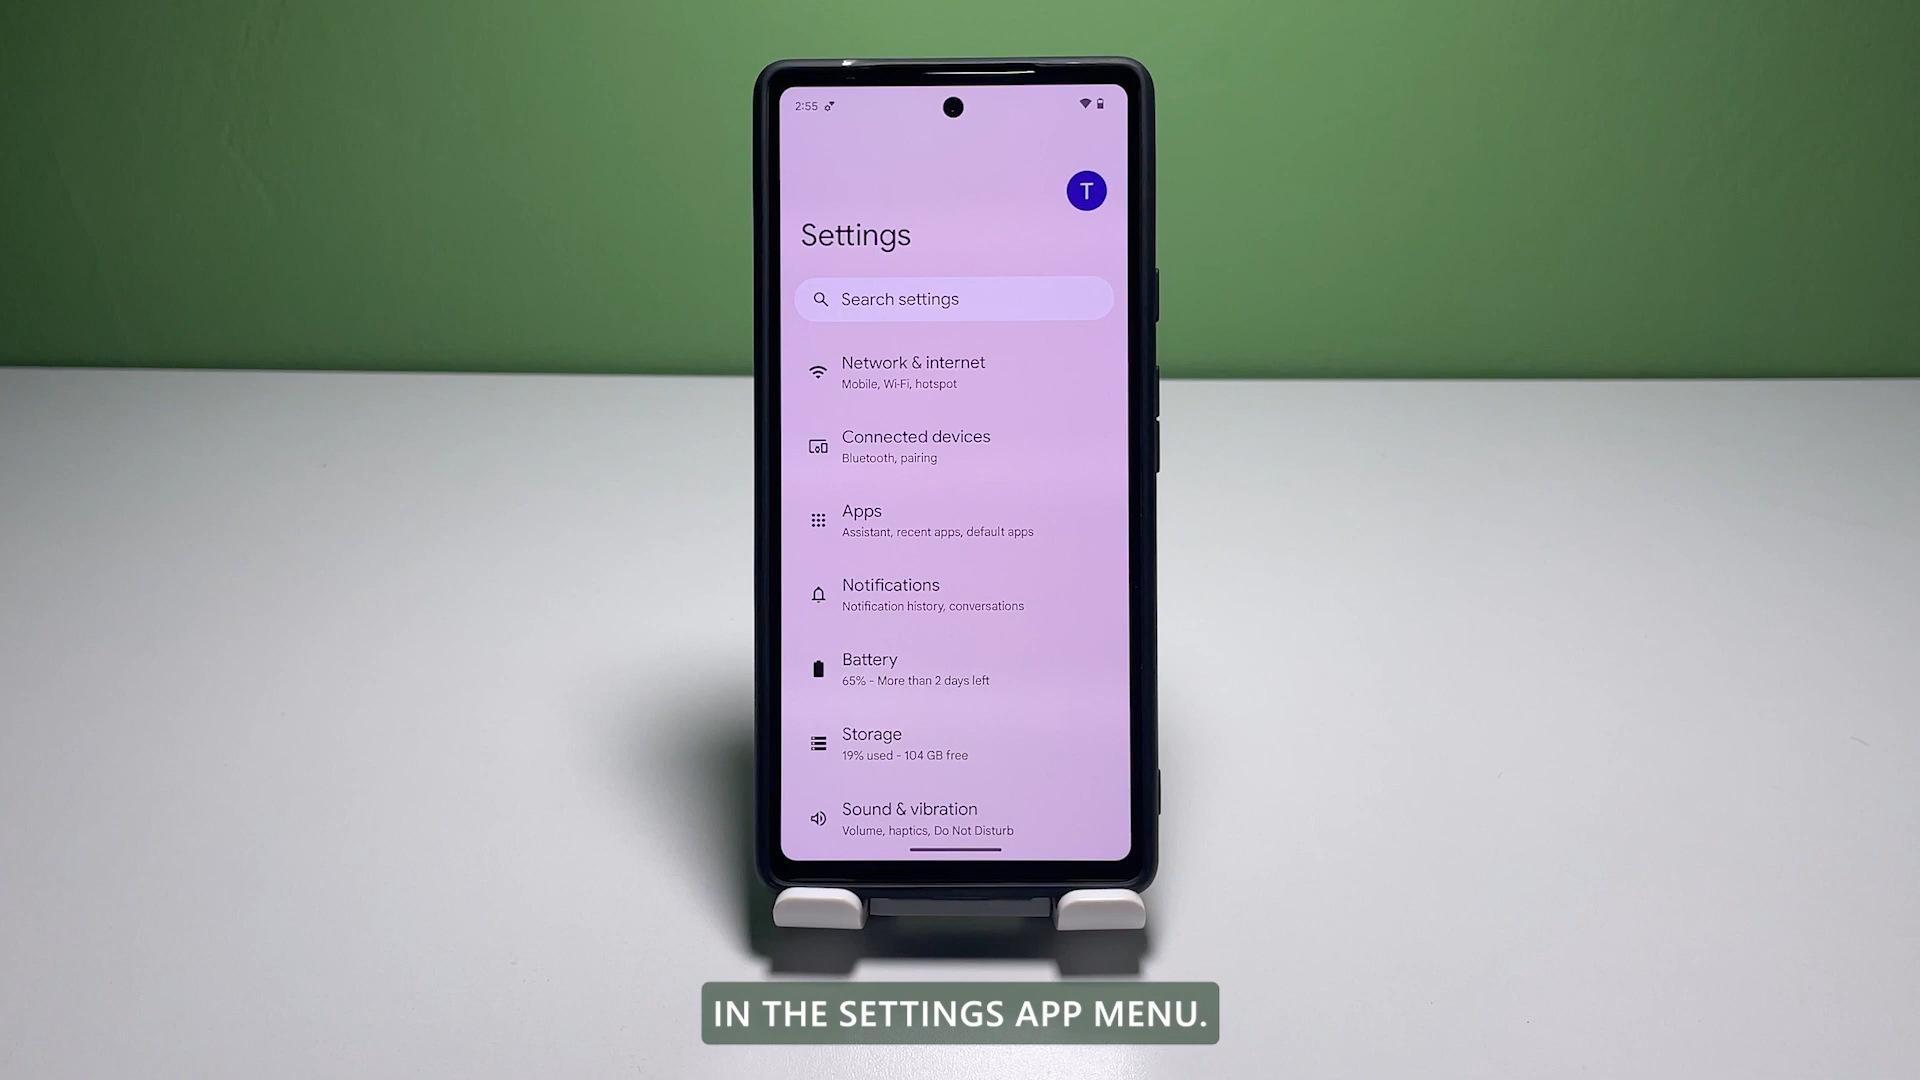 2:55
T
Settings
Search settings
Network & internet
Mobile, Wi-Fi, hotspot
Connected devices
Bluetooth, pairing
Apps
Assistant, recent apps, default apps
Notifications
Notification history, conversations
Battery
65% - More than 2 days left
Storage
19% used - 104 GB free
Sound & vibration
Volume, haptics, Do Not Disturb
IN THE SETTINGS APP MENU.